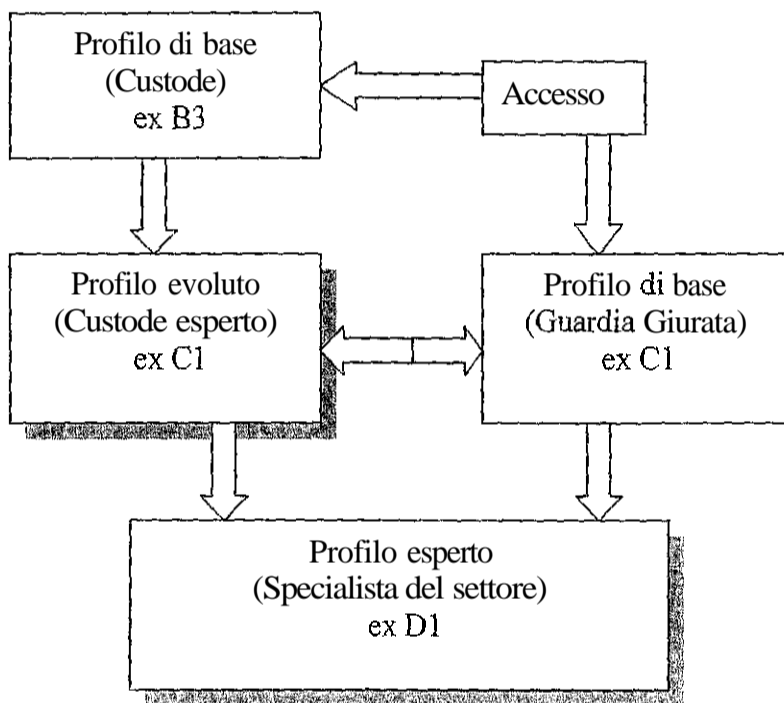 Profilo di base
(Custode)
ex B3
Accesso
Profilo evoluto
(Custode esperto)
ex C1
Profilo di base
(Guardia Giurata)
ex C1
Profilo esperto
(Specialista del settore)
ex D1